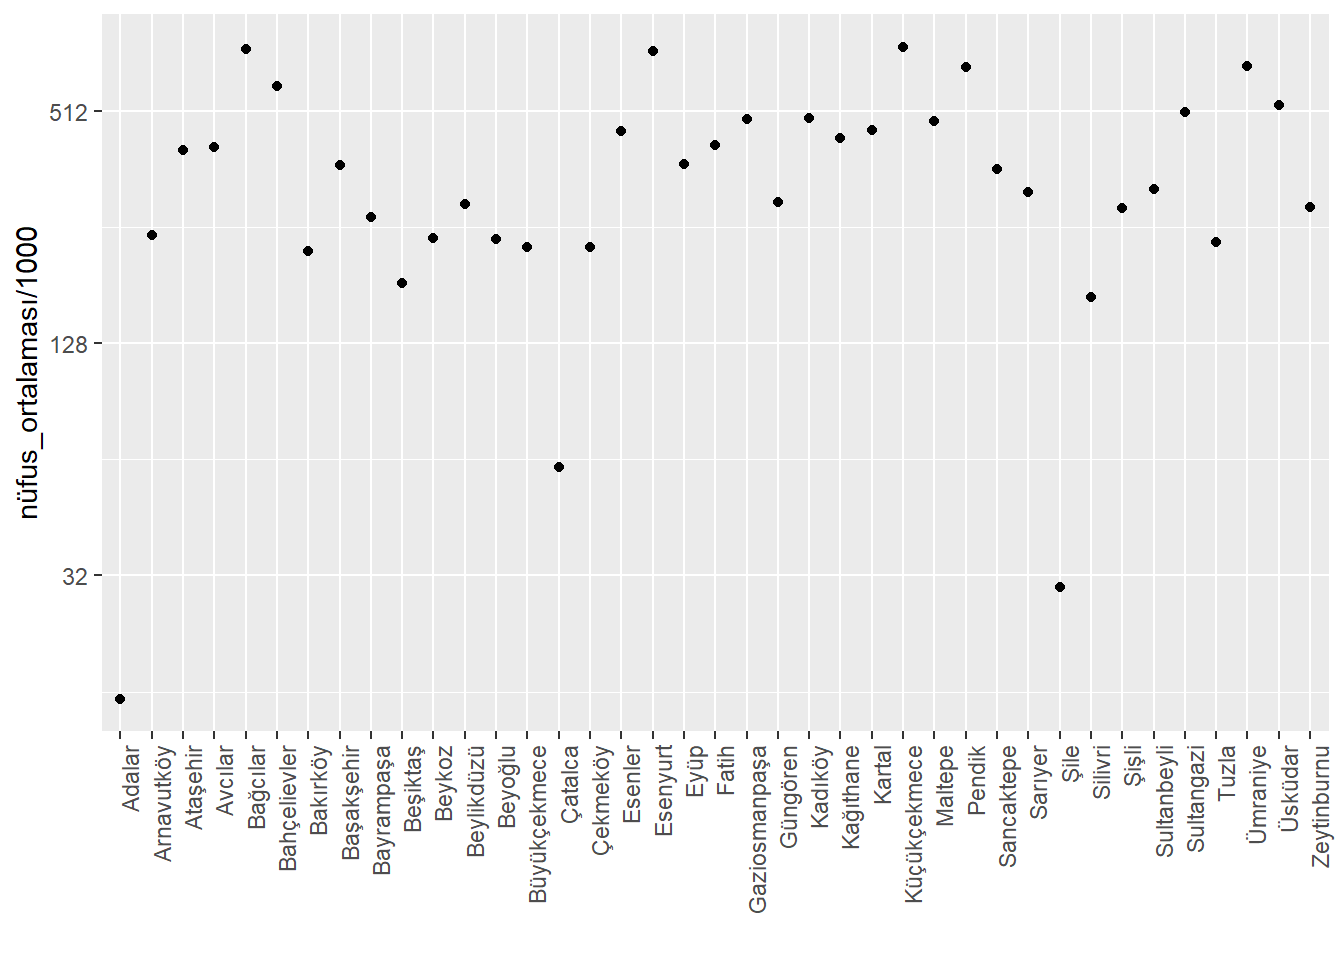 nüfus_ortalaması/1000
512
128
32
Adalar
Arnavutköy
Ataşehir
Avcılar
Bağcılar
Bahçelievler
Bakırköy
Başakşehir
Bayrampaşa
Beşiktaş
Beykoz
Beylikdüzü
Beyoğlu
Büyükçekmece
Çatalca
Çekmeköy
Esenler
Esenyurt
Eyüp
Fatih
Gaziosmanpaşa
Güngören
Kadıköy
Kağıthane
Kartal
Küçükçekmece
Maltepe
Pendik
Sancaktepe
Sarıyer
Şile
Silivri
Şişli
Sultanbeyli
Sultangazi
Tuzla
Ümraniye
Üsküdar
Zeytinburnu